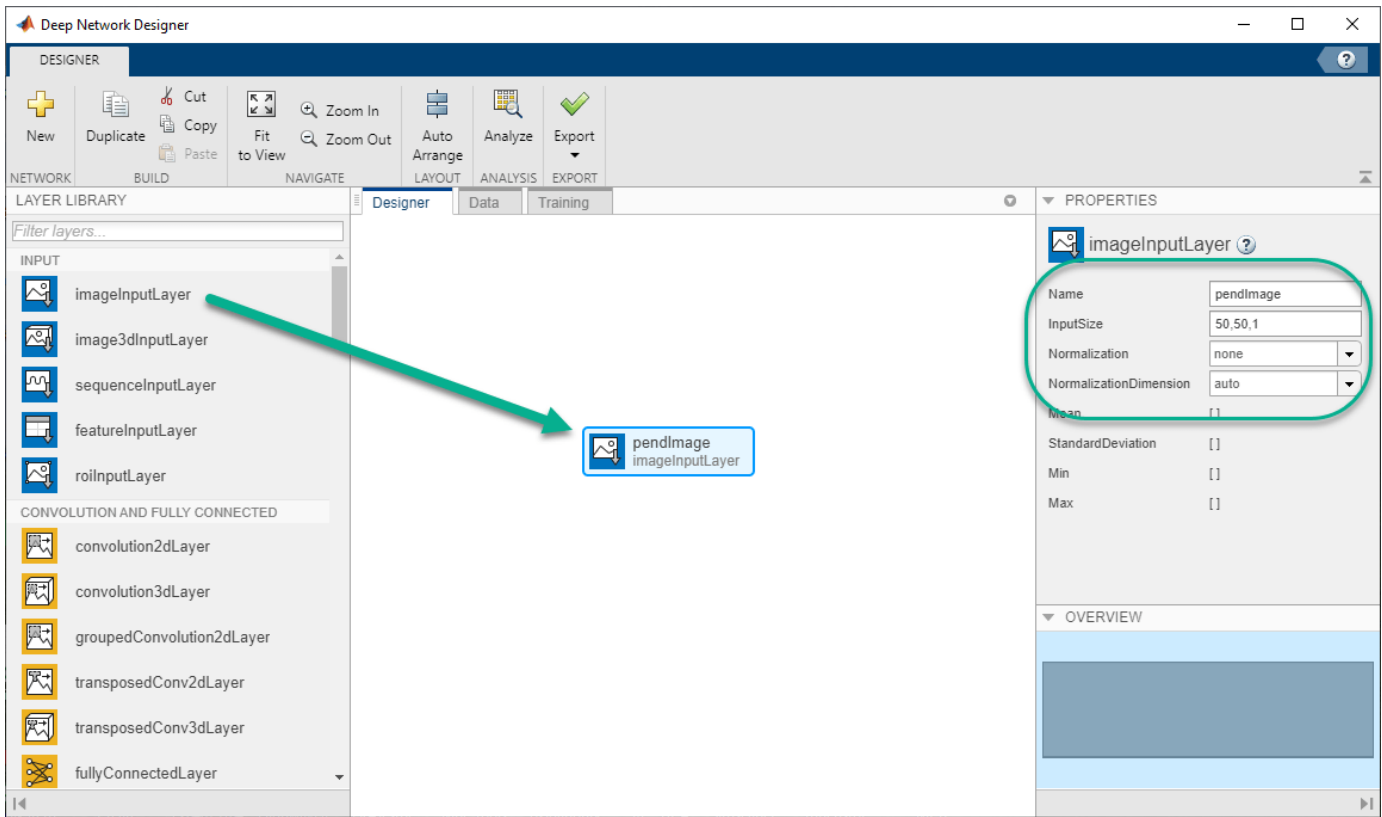 Deep Network Designer
DESIGNER
?
New
Duplicate
Cut
Copy
Paste
Fit
to View
Zoom In
Zoom Out
Auto
Arrange
Analyze
Export
NETWORK
BUILD
NAVIGATE
LAYOUT
ANALYSIS
EXPORT
LAYER LIBRARY
Filter layers...
INPUT
imageInputLayer
image3dInputLayer
sequenceInputLayer
featureInputLayer
roiInputLayer
CONVOLUTION AND FULLY CONNECTED
convolution2dLayer
convolution3dLayer
groupedConvolution2dLayer
transposedConv2dLayer
transposedConv3dLayer
fullyConnectedLayer
Designer
Data
Training
pendImage
imageInputLayer
PROPERTIES
imageInputLayer ?
Name pendImage
InputSize 50,50,1
Normalization none
NormalizationDimension auto
Mean [ ]
StandardDeviation [ ]
Min [ ]
Max [ ]
OVERVIEW